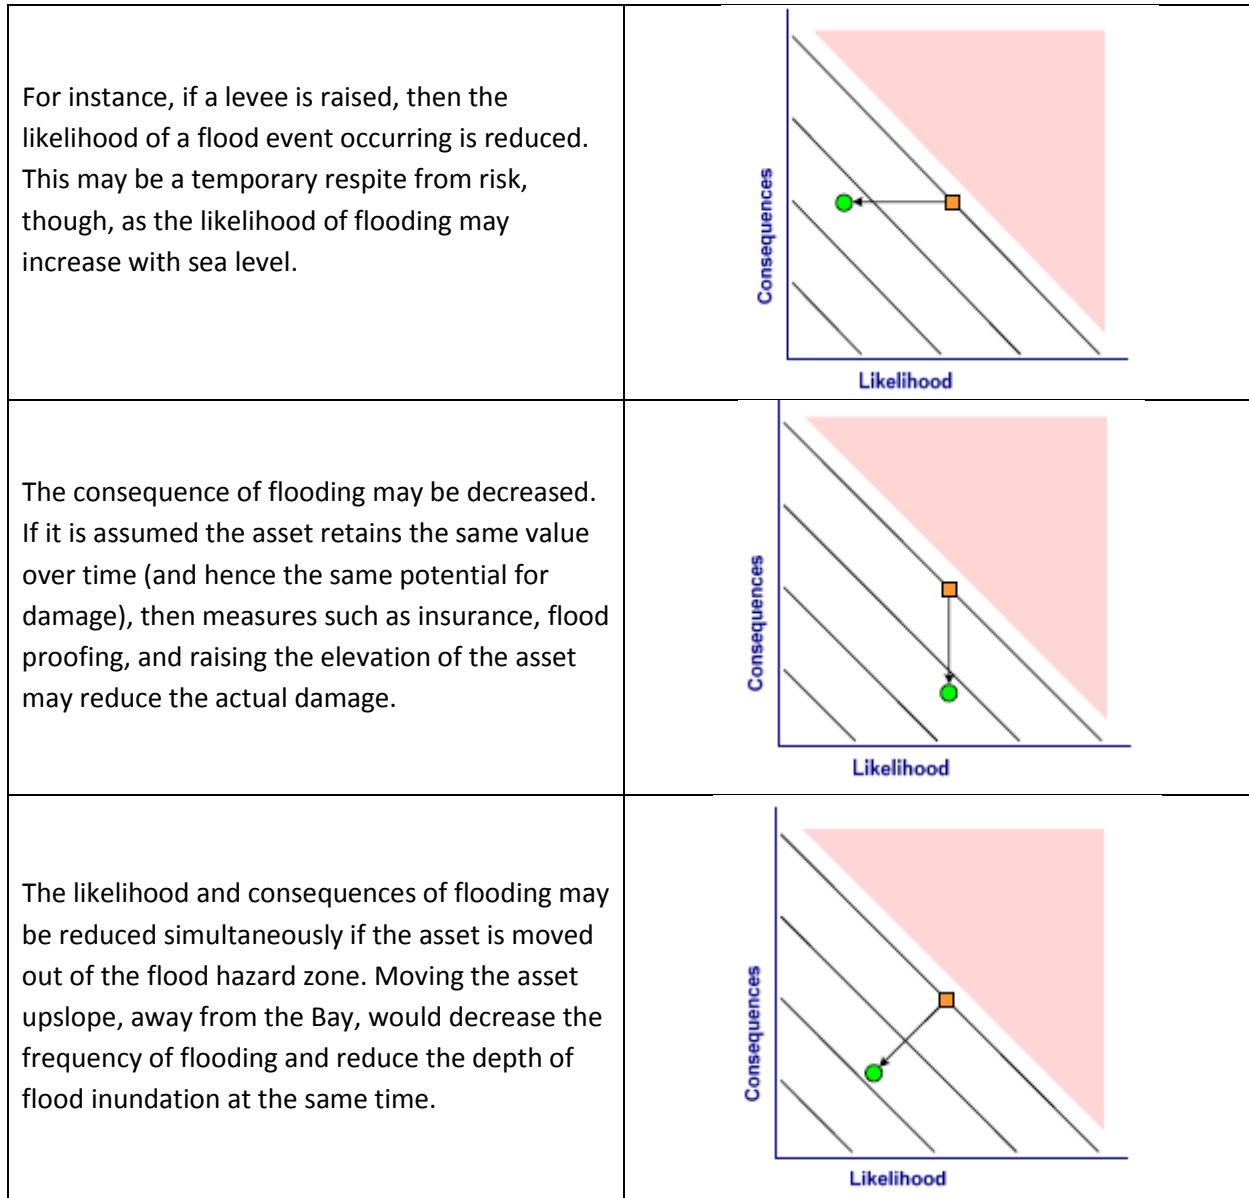 For instance, if a levee is raised, then the
likelihood of a flood event occurring is reduced.
This may be a temporary respite from risk,
though, as the likelihood of flooding may
increase with sea level.
Consequences
Likelihood
The consequence of flooding may be decreased.
If it is assumed the asset retains the same value
over time (and hence the same potential for
damage), then measures such as insurance, flood
proofing, and raising the elevation of the asset
may reduce the actual damage.
Consequences
Likelihood
The likelihood and consequences of flooding may
be reduced simultaneously if the asset is moved
out of the flood hazard zone. Moving the asset
upslope, away from the Bay, would decrease the
frequency of flooding and reduce the depth of
flood inundation at the same time.
Consequences
Likelihood